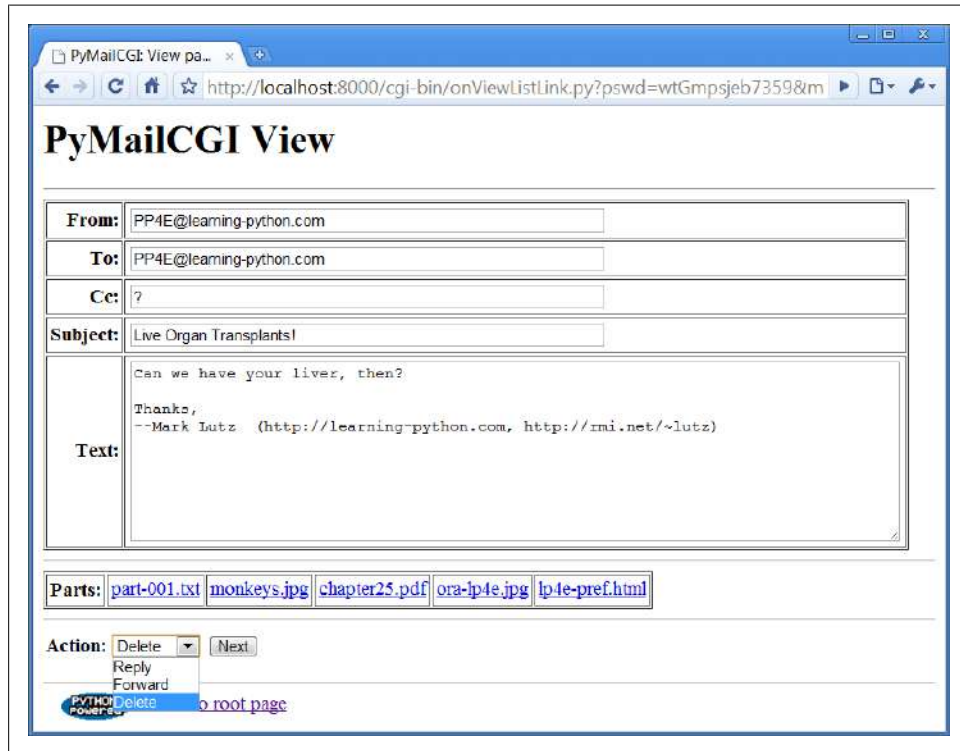 PyMailCGI: View pa...
http://localhost:8000/cgi-bin/onViewListLink.py?pswd=wtGmpsjeb7359&m
PyMailCGI View
From: PP4E@learning-python.com
To: PP4E@learning-python.com
Cc: ?
Subject: Live Organ Transplants!
Text: Can we have your liver, then?
Thanks,
--Mark Lutz (http://learning-python.com, http://rmi.net/~lutz)
Parts: part-001.txt monkeys.jpg chapter25.pdf ora-lp4e.jpg lp4e-pref.html
Action: Delete Next
Reply
Forward
Delete
o root page